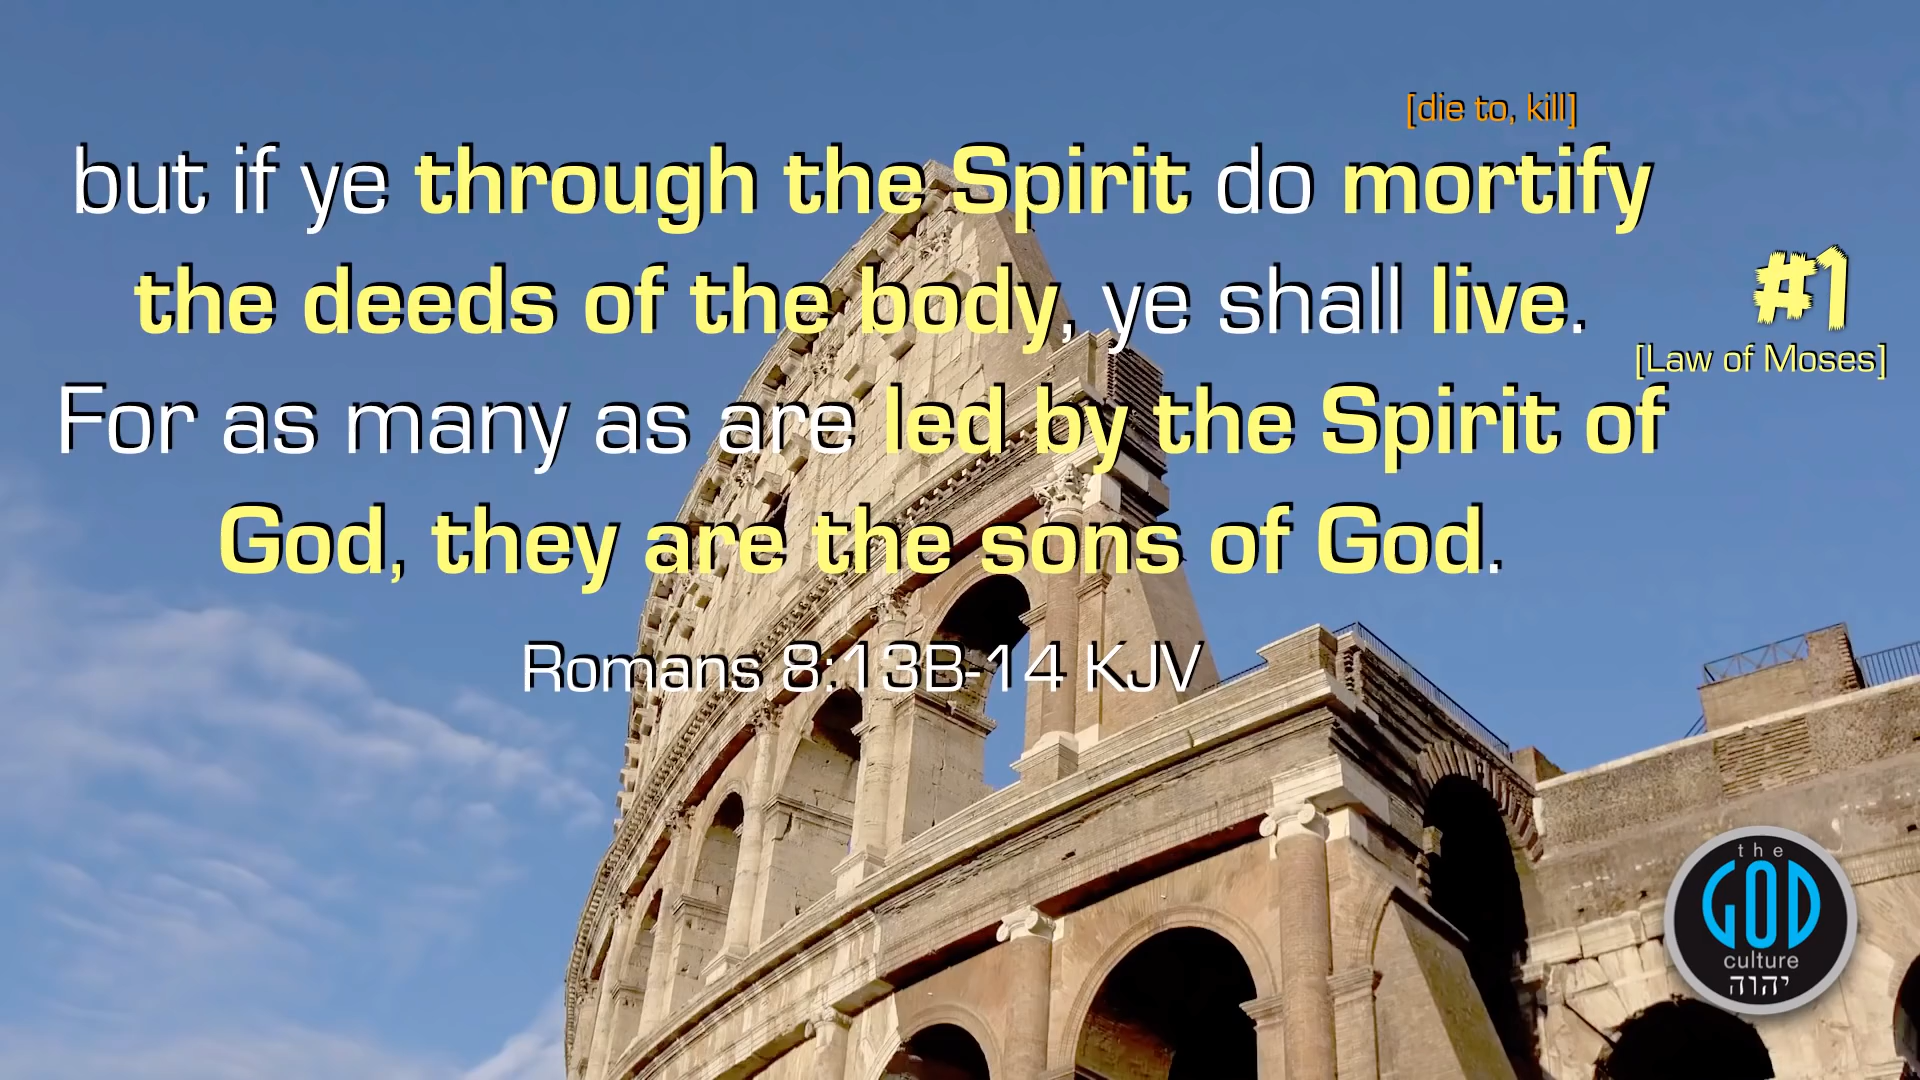 [die to, kill]
but if ye through the Spirit do mortify
the deeds of the body, ye shall live.
#1
[Law of Moses]
For as many as are led by the Spirit of
God, they are the sons of God.
Romans 8:13B-14 KJV
the
GOD
culture
יהוה